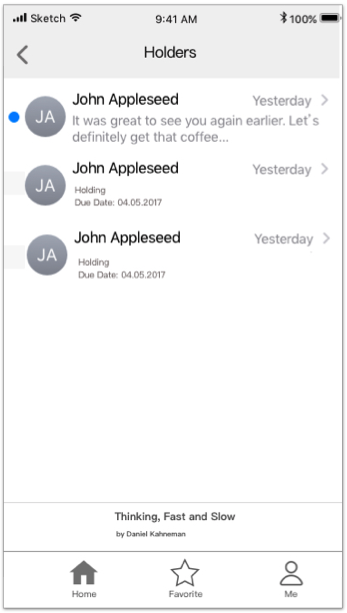 Sketch 9:41 AM 100%
Holders
John Appleseed Yesterday
JA
It was great to see you again earlier. Let's
definitely get that coffee...
John Appleseed Yesterday
JA
Holding
Due Date: 04.05.2017
John Appleseed Yesterday
JA
Holding
Due Date: 04.05.2017
Thinking, Fast and Slow
by Daniel Kahneman
Home Favorite Me